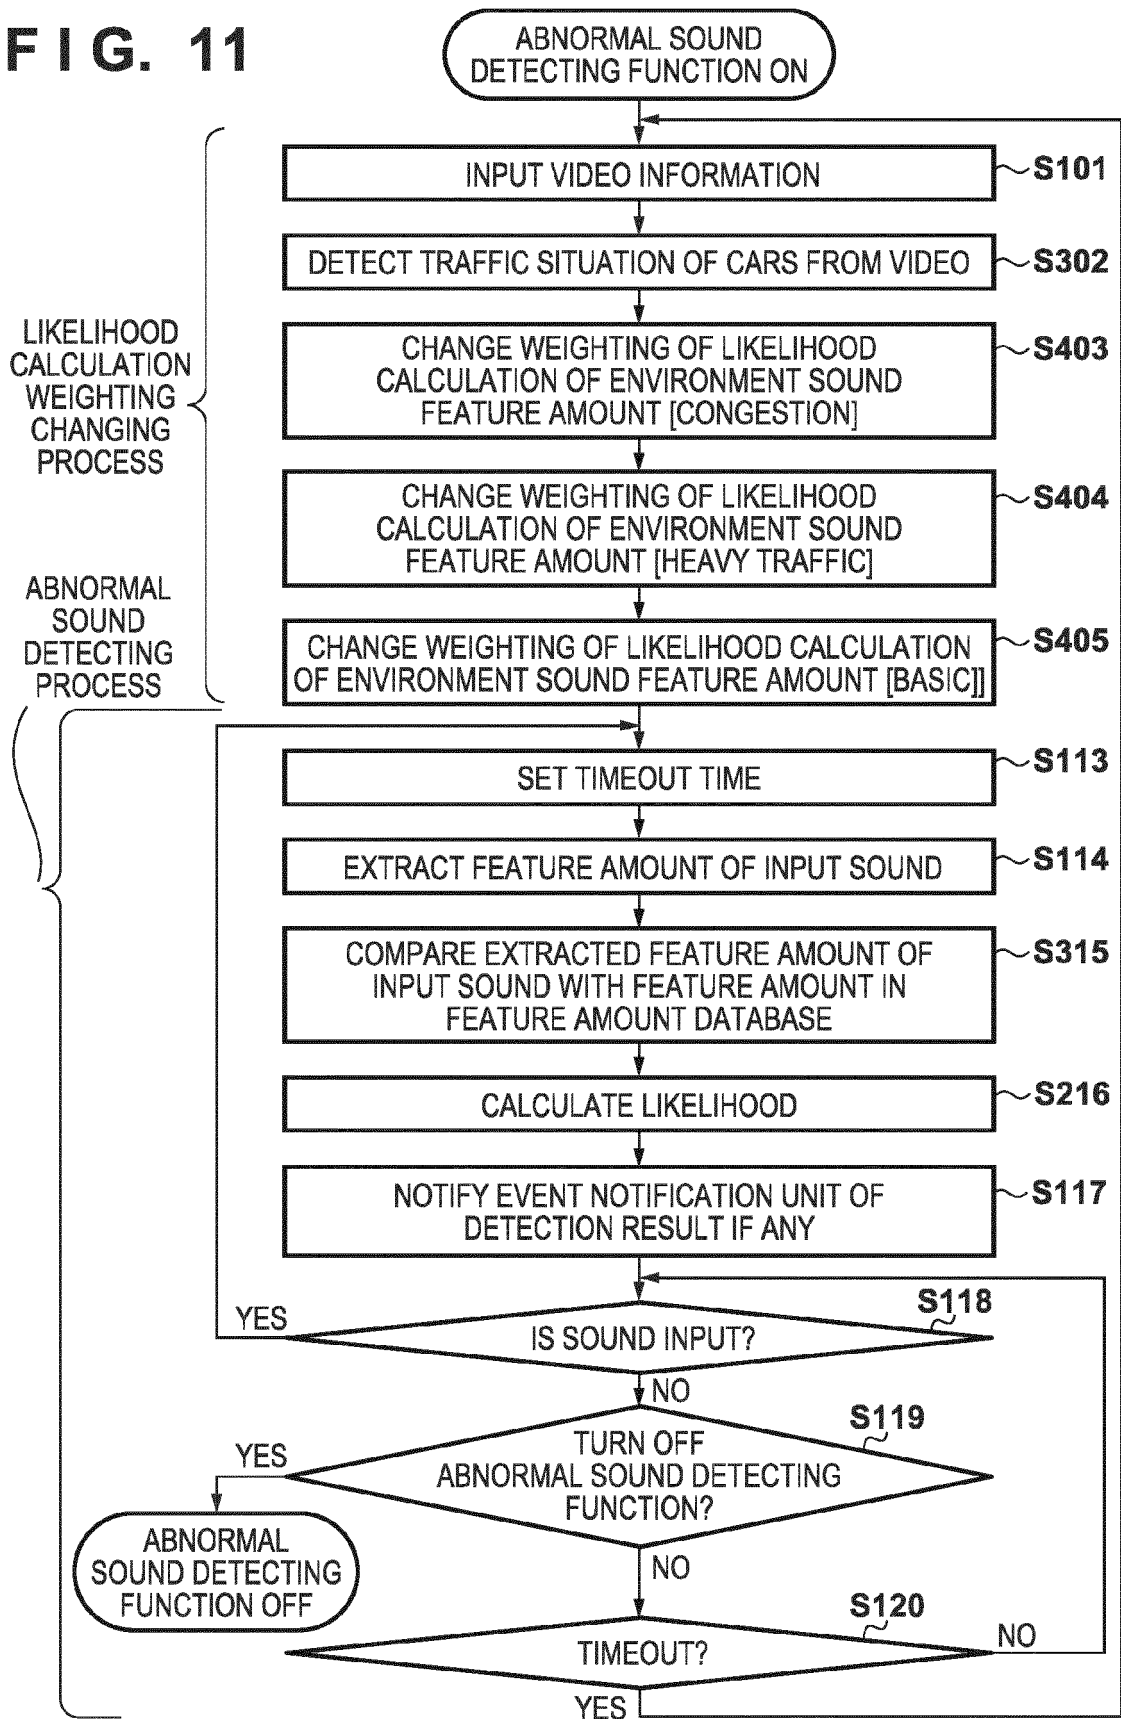 FIG. 11
ABNORMAL SOUND
DETECTING FUNCTION ON
INPUT VIDEO INFORMATION
S101
DETECT TRAFFIC SITUATION OF CARS FROM VIDEO
S302
LIKELIHOOD
CALCULATION
WEIGHTING
CHANGING
PROCESS
CHANGE WEIGHTING OF LIKELIHOOD
CALCULATION OF ENVIRONMENT SOUND
FEATURE AMOUNT [CONGESTION]
S403
CHANGE WEIGHTING OF LIKELIHOOD
CALCULATION OF ENVIRONMENT SOUND
FEATURE AMOUNT [HEAVY TRAFFIC]
S404
CHANGE WEIGHTING OF LIKELIHOOD CALCULATION
OF ENVIRONMENT SOUND FEATURE AMOUNT [BASIC]]
S405
ABNORMAL
SOUND
DETECTING
PROCESS
SET TIMEOUT TIME
S113
EXTRACT FEATURE AMOUNT OF INPUT SOUND
S114
COMPARE EXTRACTED FEATURE AMOUNT OF
INPUT SOUND WITH FEATURE AMOUNT IN
FEATURE AMOUNT DATABASE
S315
CALCULATE LIKELIHOOD
S216
NOTIFY EVENT NOTIFICATION UNIT OF
DETECTION RESULT IF ANY
S117
YES
IS SOUND INPUT?
S118
NO
YES
TURN OFF
ABNORMAL SOUND DETECTING
FUNCTION?
S119
ABNORMAL
SOUND DETECTING
FUNCTION OFF
NO
TIMEOUT?
S120
NO
YES